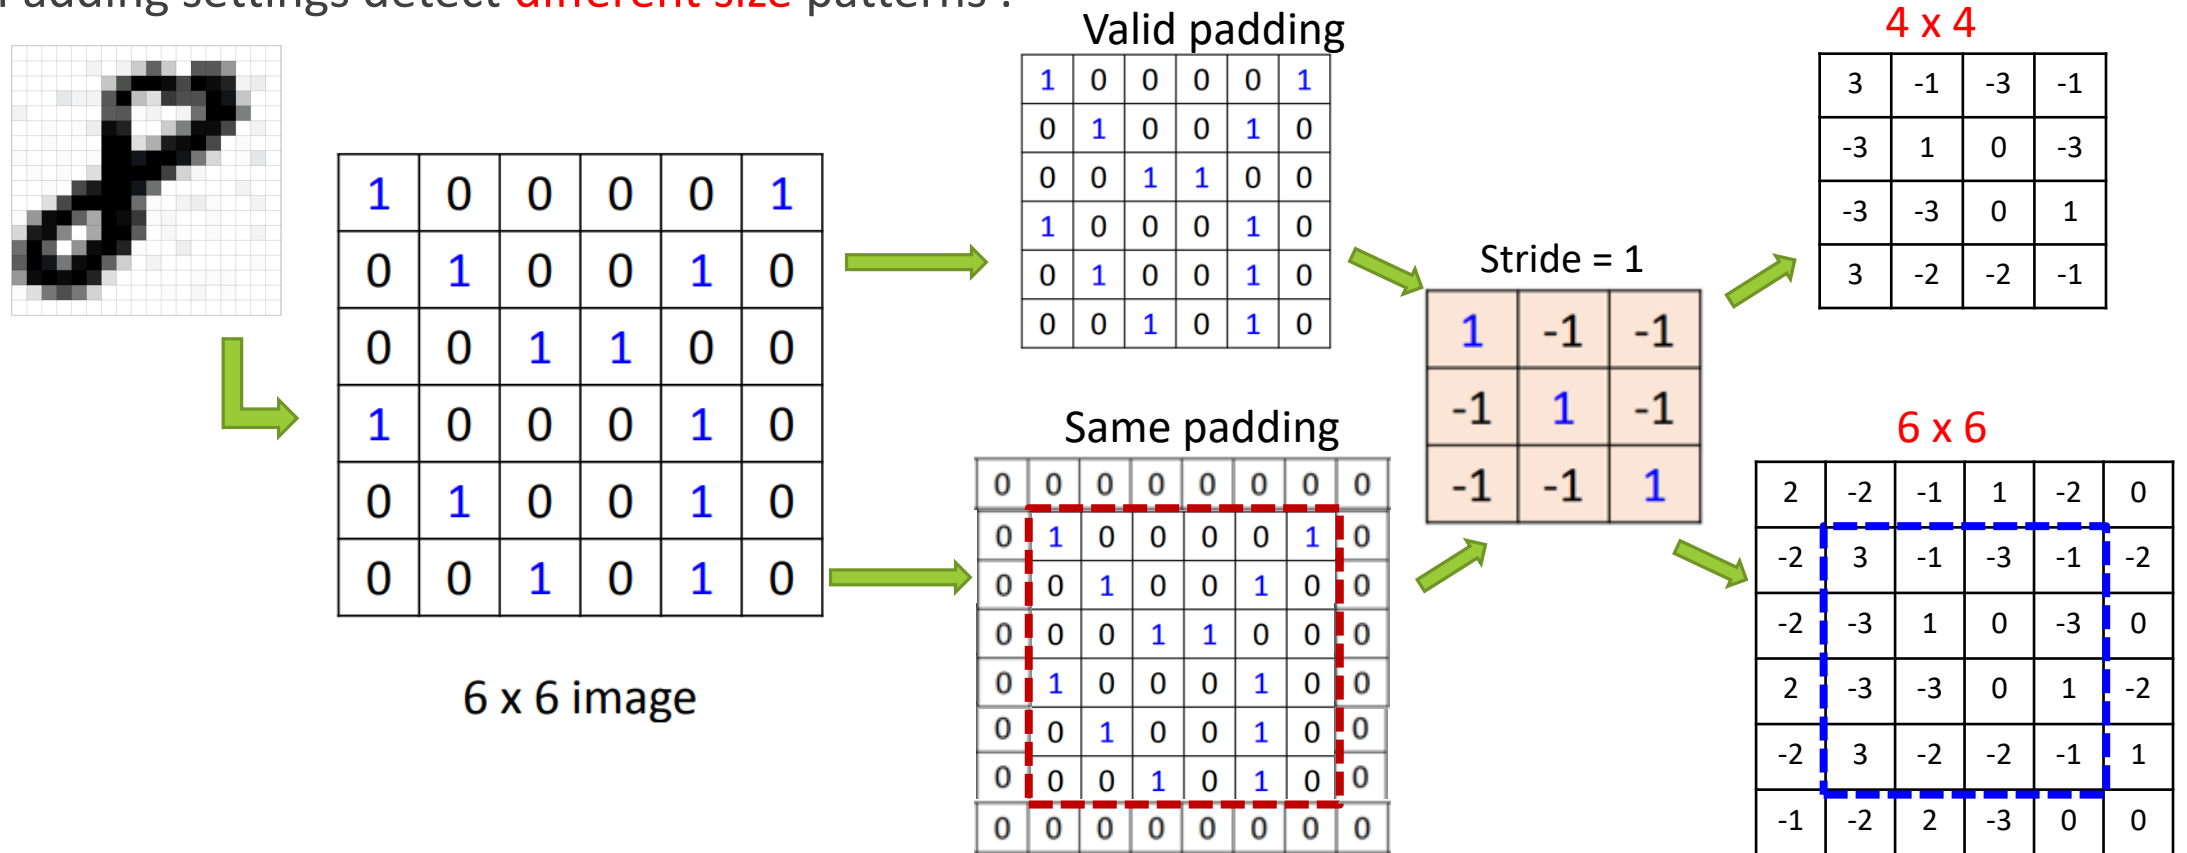 Padding settings detect different size patterns .
6 x 6 image
1 0 0 0 0 1
0 1 0 0 1 0
0 0 1 1 0 0
1 0 0 0 1 0
0 1 0 0 1 0
0 0 1 0 1 0
Valid padding
1 0 0 0 0 1
0 1 0 0 1 0
0 0 1 1 0 0
1 0 0 0 1 0
0 1 0 0 1 0
0 0 1 0 1 0
Same padding
0 0 0 0 0 0 0 0
0 1 0 0 0 0 1 0
0 0 1 0 0 1 0 0
0 0 0 1 1 0 0 0
0 1 0 0 0 1 0 0
0 0 1 0 0 1 0 0
0 0 0 1 0 1 0 0
0 0 0 0 0 0 0 0
Stride = 1
1 -1 -1
-1 1 -1
-1 -1 1
4 x 4
3 -1 -3 -1
-3 1 0 -3
-3 -3 0 1
3 -2 -2 -1
6 x 6
2 -2 -1 1 -2 0
-2 3 -1 -3 -1 -2
-2 -3 1 0 -3 0
2 -3 -3 0 1 -2
-2 3 -2 -2 -1 1
-1 -2 2 -3 0 0